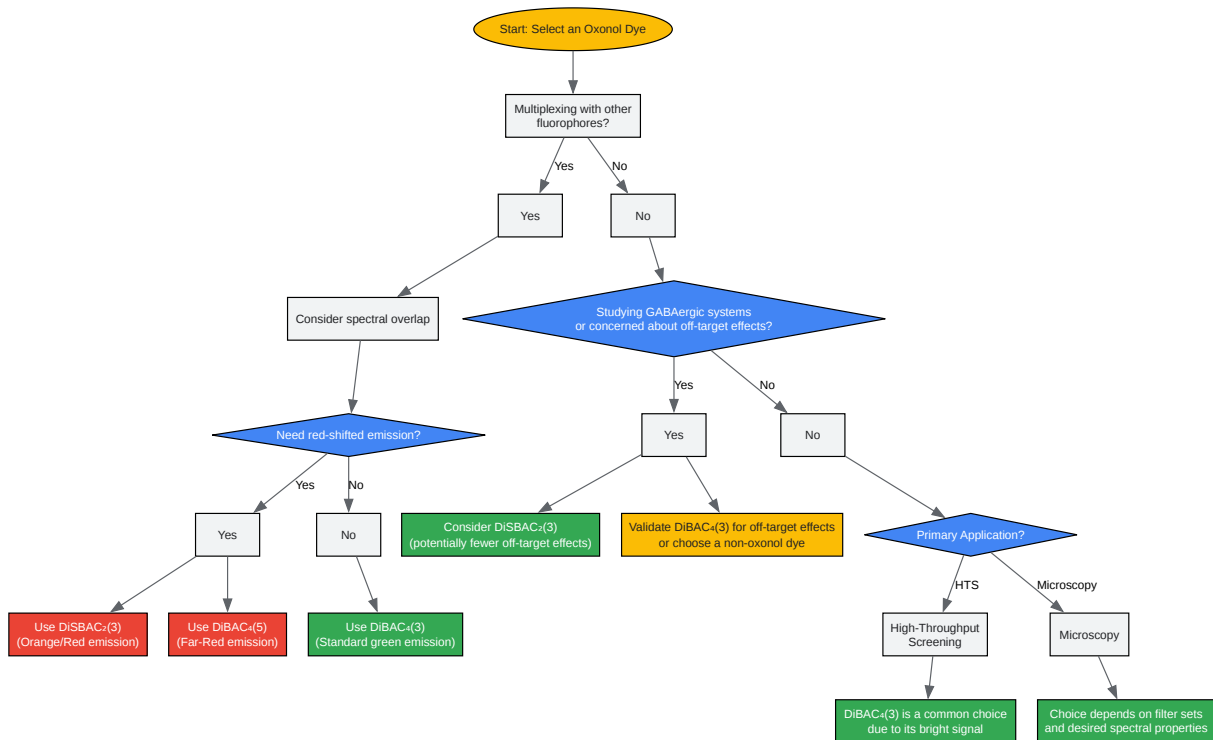 Start: Select an Oxonol Dye
Multiplexing with other
fluorophores?
Yes
No
Yes
No
Consider spectral overlap
Studying GABAergic systems
or concerned about off-target effects?
Yes
No
Need red-shifted emission?
Yes
No
Yes
No
Yes
No
Consider DiSBAC₂(3)
(potentially fewer off-target effects)
Validate DiBAC₄(3) for off-target effects
or choose a non-oxonol dye
Primary Application?
HTS
Microscopy
Use DiSBAC₂(3)
(Orange/Red emission)
Use DiBAC₄(5)
(Far-Red emission)
Use DiBAC₄(3)
(Standard green emission)
High-Throughput
Screening
Microscopy
DiBAC₄(3) is a common choice
due to its bright signal
Choice depends on filter sets
and desired spectral properties